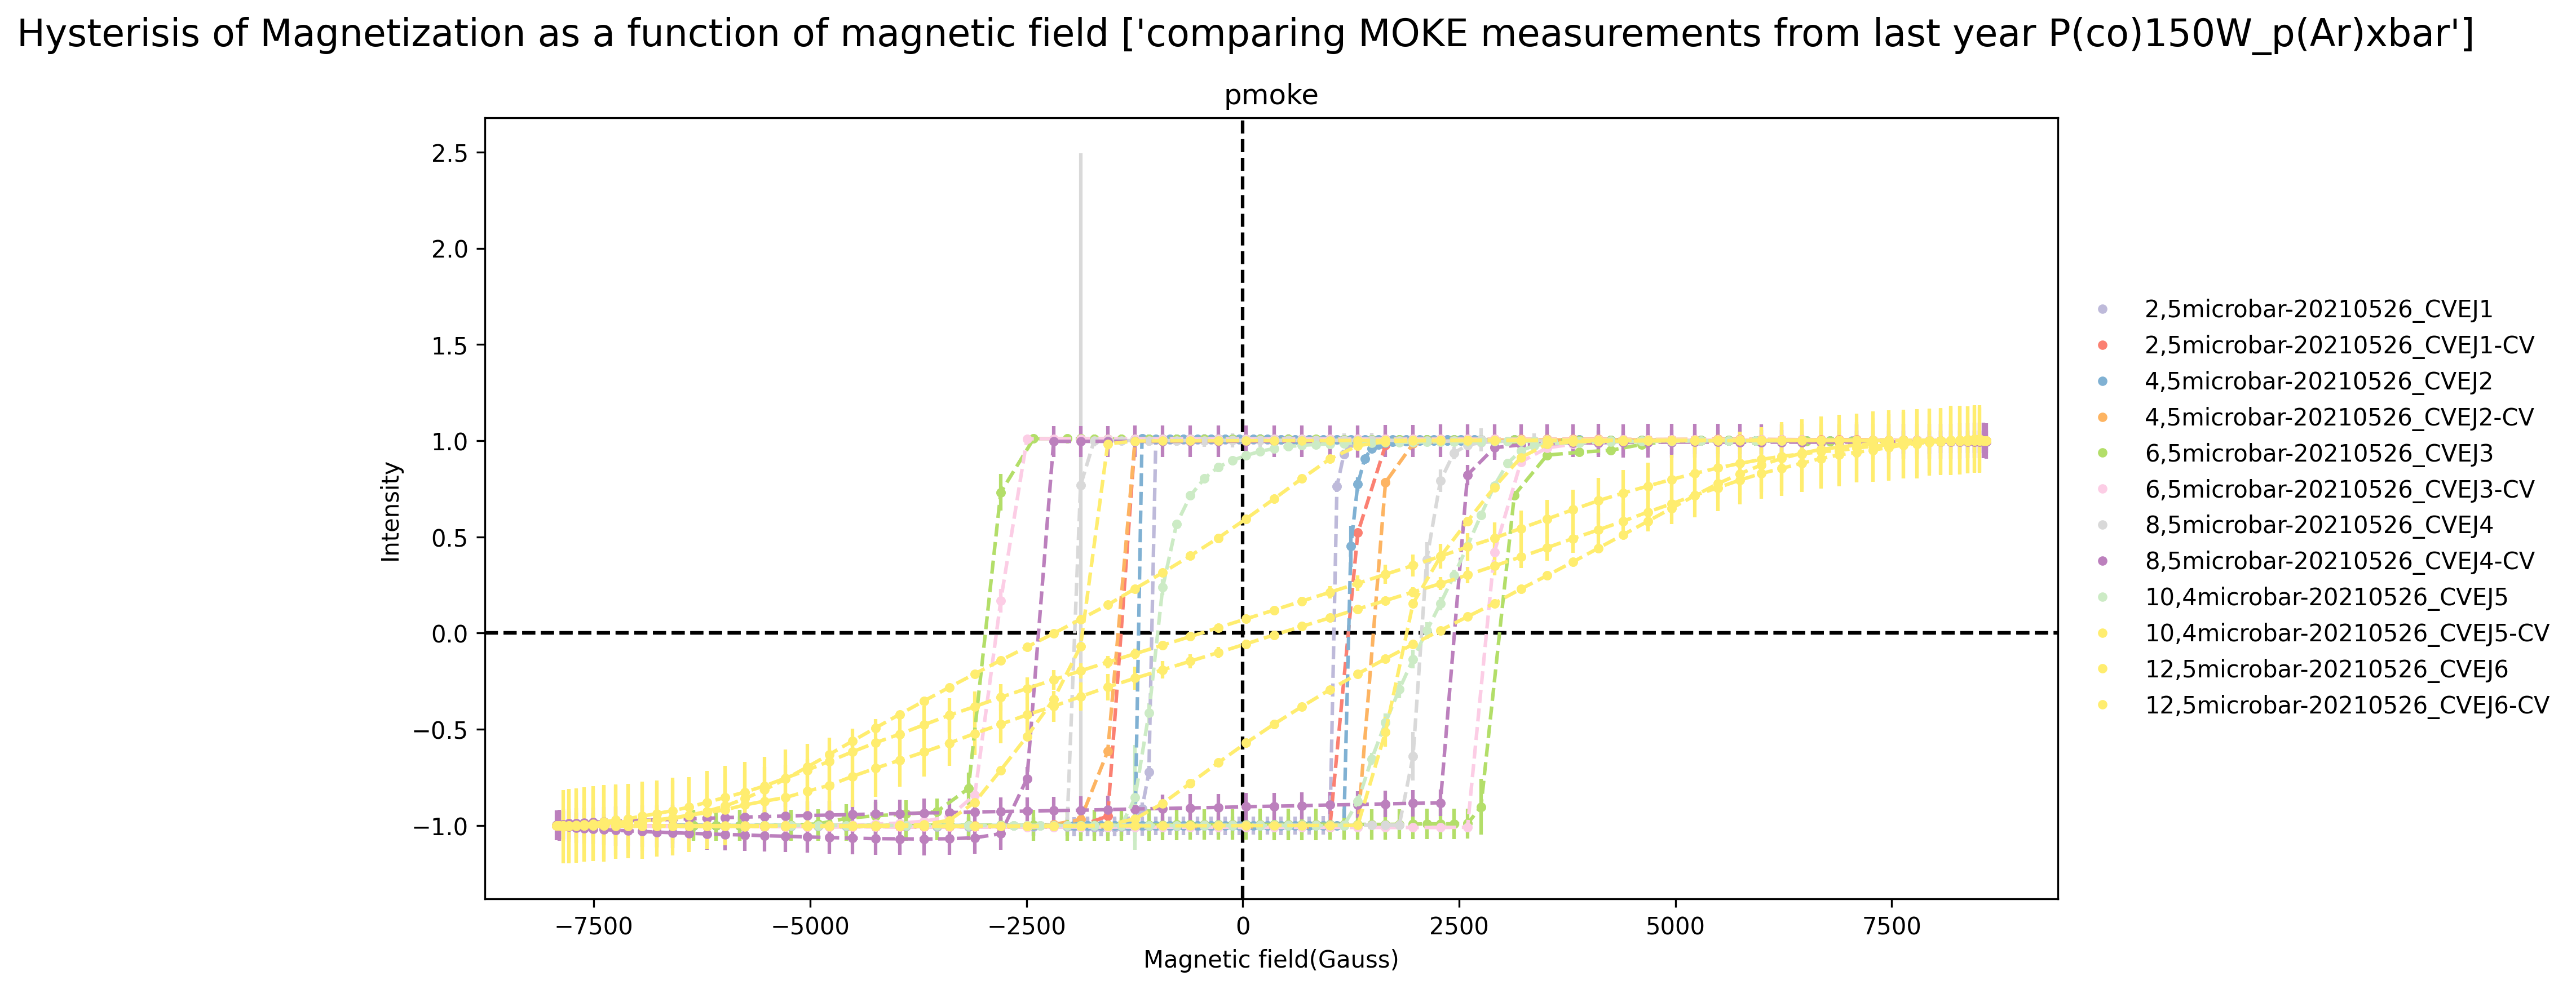 Hysterisis of Magnetization as a function of magnetic field ['comparing MOKE measurements from last year P(co)150W_p(Ar)xbar']
pmoke
2.5
2.0
1.5
1.0
0.5
0.0
−0.5
−1.0
Intensity
−7500
−5000
−2500
0
2500
5000
7500
Magnetic field(Gauss)
2,5microbar-20210526_CVEJ1
2,5microbar-20210526_CVEJ1-CV
4,5microbar-20210526_CVEJ2
4,5microbar-20210526_CVEJ2-CV
6,5microbar-20210526_CVEJ3
6,5microbar-20210526_CVEJ3-CV
8,5microbar-20210526_CVEJ4
8,5microbar-20210526_CVEJ4-CV
10,4microbar-20210526_CVEJ5
10,4microbar-20210526_CVEJ5-CV
12,5microbar-20210526_CVEJ6
12,5microbar-20210526_CVEJ6-CV